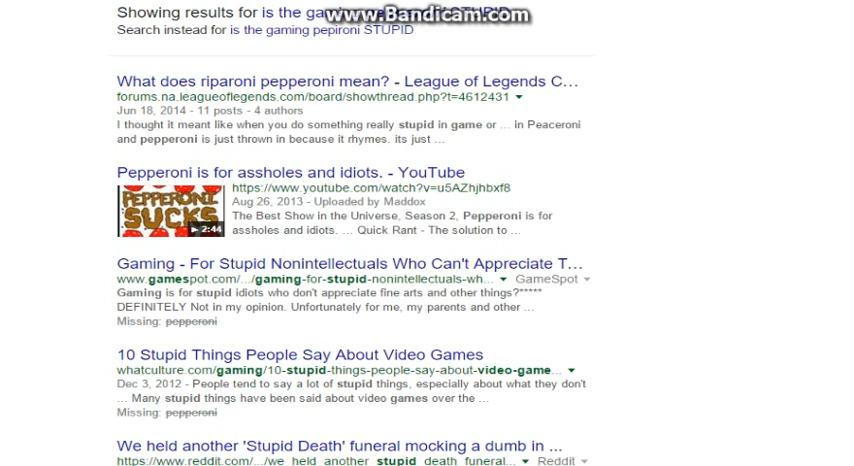 Showing results for is the
www.Bandicam.com
Search instead for is the gaming pepironi STUPID
What does riparoni pepperoni mean? - League of Legends C...
forums.na.leagueoflegends.com/board/showthread.php?t=4612431
Jun 18, 2014 - 11 posts - 4 authors
I thought it meant like when you do something really stupid in game or ... in Peaceroni
and pepperoni is just thrown in because it rhymes. its just ...
Pepperoni is for assholes and idiots. - YouTube
https://www.youtube.com/watch?v=u5AZhjhbxf8
PEPPERONI
SUCKS
2:44
Aug 26, 2013 - Uploaded by Maddox
The Best Show in the Universe, Season 2, Pepperoni is for
assholes and idiots. ... Quick Rant - The solution to ...
Gaming - For Stupid Nonintellectuals Who Can't Appreciate T...
www.gamespot.com/.../gaming-for-stupid-nonintellectuals-wh... GameSpot
Gaming is for stupid idiots who don't appreciate fine arts and other things?*****
DEFINITELY Not in my opinion. Unfortunately for me, my parents and other ...
Missing: pepperoni
10 Stupid Things People Say About Video Games
whatculture.com/gaming/10-stupid-things-people-say-about-video-game...
Dec 3, 2012 - People tend to say a lot of stupid things, especially about what they don't
... Many stupid things have been said about video games over the ...
Missing: pepperoni
We held another 'Stupid Death' funeral mocking a dumb in ...
https://www.reddit.com/.../we_held_another_stupid_death_funeral... Reddit